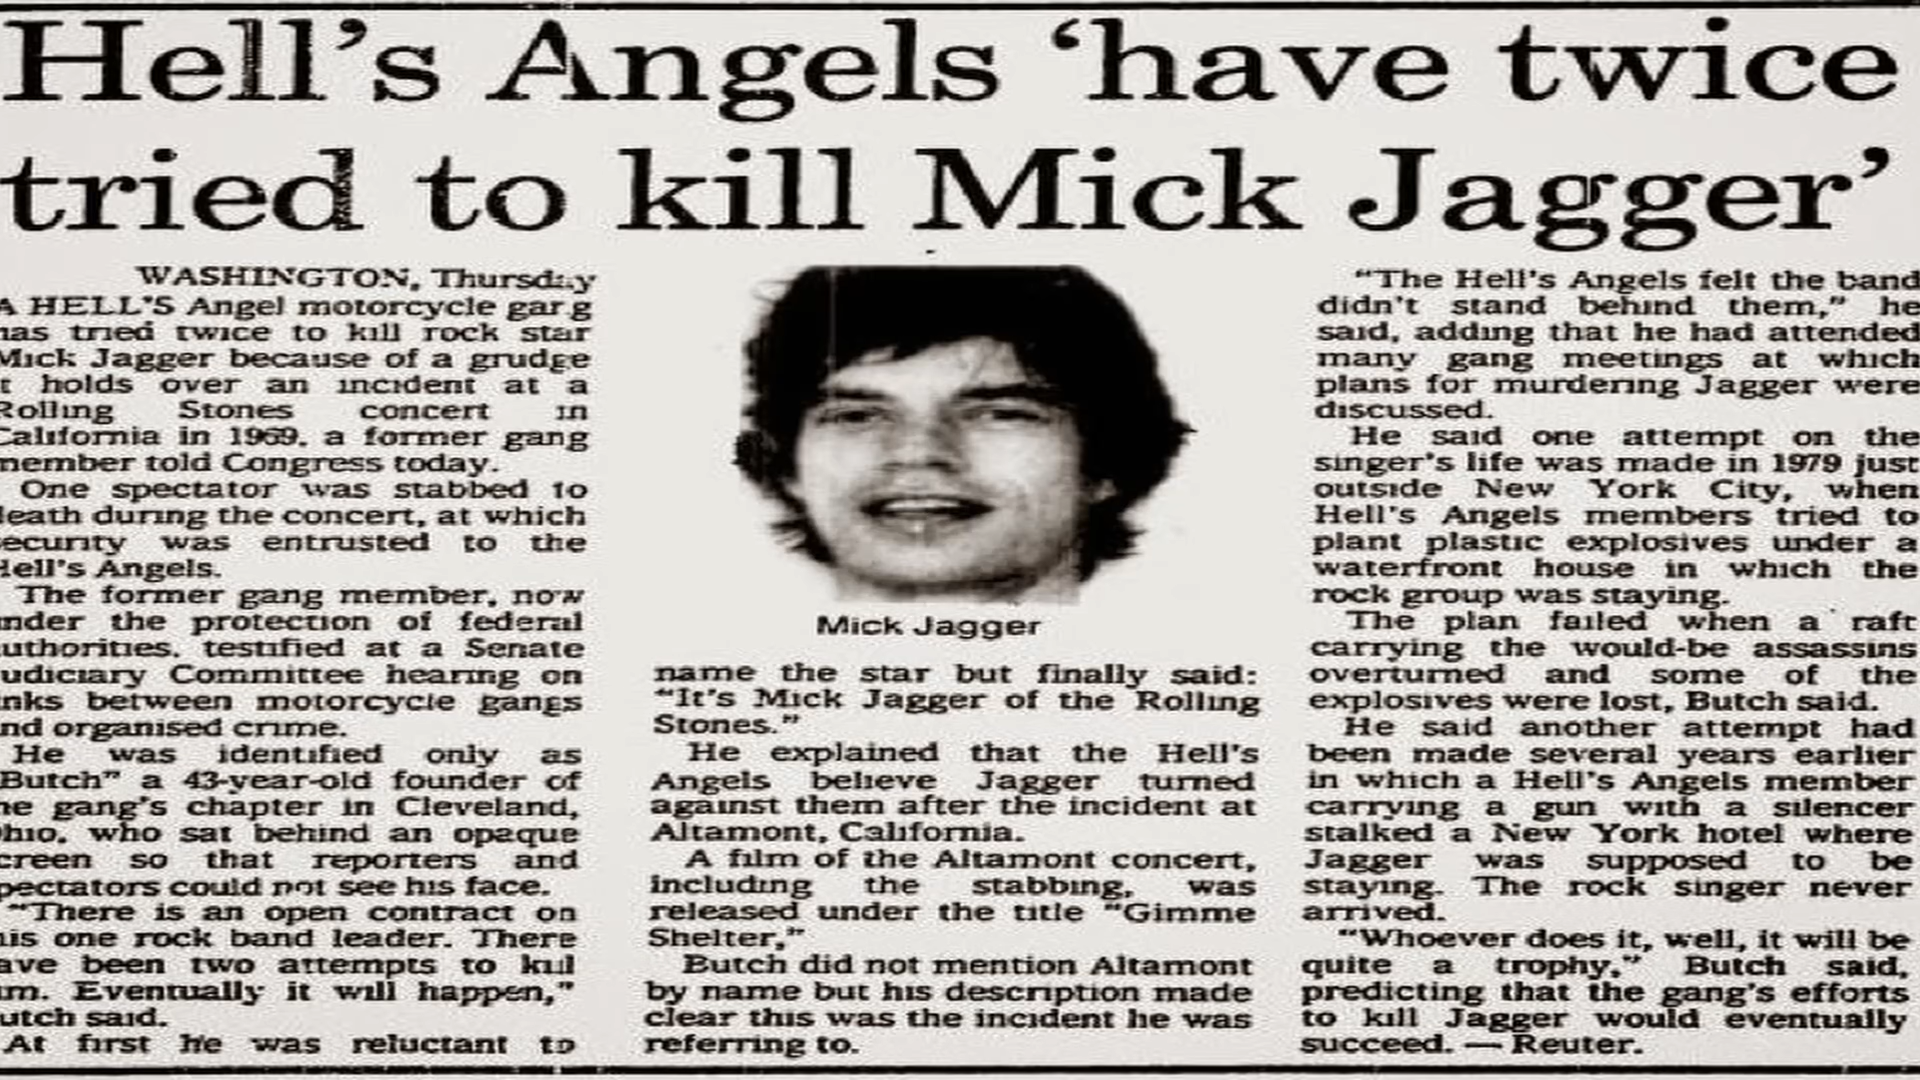 Hell's Angels 'have twice
tried to kill Mick Jagger'
WASHINGTON, Thursday
A HELL'S Angel motorcycle gang
has tried twice to kill rock star
Mick Jagger because of a grudge
t holds over an incident at a
Rolling Stones concert in
California in 1969, a former gang
member told Congress today.
One spectator was stabbed to
death during the concert, at which
ecurity was entrusted to the
Hell's Angels.
The former gang member, now
nder the protection of federal
uthorities, testified at a Senate
udiciary Committee hearing on
nks between motorcycle gangs
nd organised crime.
He was identified only as
"Butch" a 43-year-old founder of
he gang's chapter in Cleveland,
hio, who sat behind an opaque
creen so that reporters and
pectators could not see his face.
"There is an open contract on
his one rock band leader. There
ave been two attempts to kill
im. Eventually it will happen,"
utch said.
At first he was reluctant to
Mick Jagger
name the star but finally said:
"It's Mick Jagger of the Rolling
Stones."
He explained that the Hell's
Angels believe Jagger turned
against them after the incident at
Altamont, California.
A film of the Altamont concert,
including the stabbing, was
released under the title "Gimme
Shelter,"
Butch did not mention Altamont
by name but his description made
clear this was the incident he was
referring to.
"The Hell's Angels felt the band
didn't stand behind them," he
said, adding that he had attended
many gang meetings at which
plans for murdering Jagger were
discussed.
He said one attempt on the
singer's life was made in 1979 just
outside New York City, when
Hell's Angels members tried to
plant plastic explosives under a
waterfront house in which the
rock group was staying.
The plan failed when a raft
carrying the would-be assassins
overturned and some of the
explosives were lost, Butch said.
He said another attempt had
been made several years earlier
in which a Hell's Angels member
carrying a gun with a silencer
stalked a New York hotel where
Jagger was supposed to be
staying. The rock singer never
arrived.
"Whoever does it, well, it will be
quite a trophy," Butch said,
predicting that the gang's efforts
to kill Jagger would eventually
succeed. — Reuter.